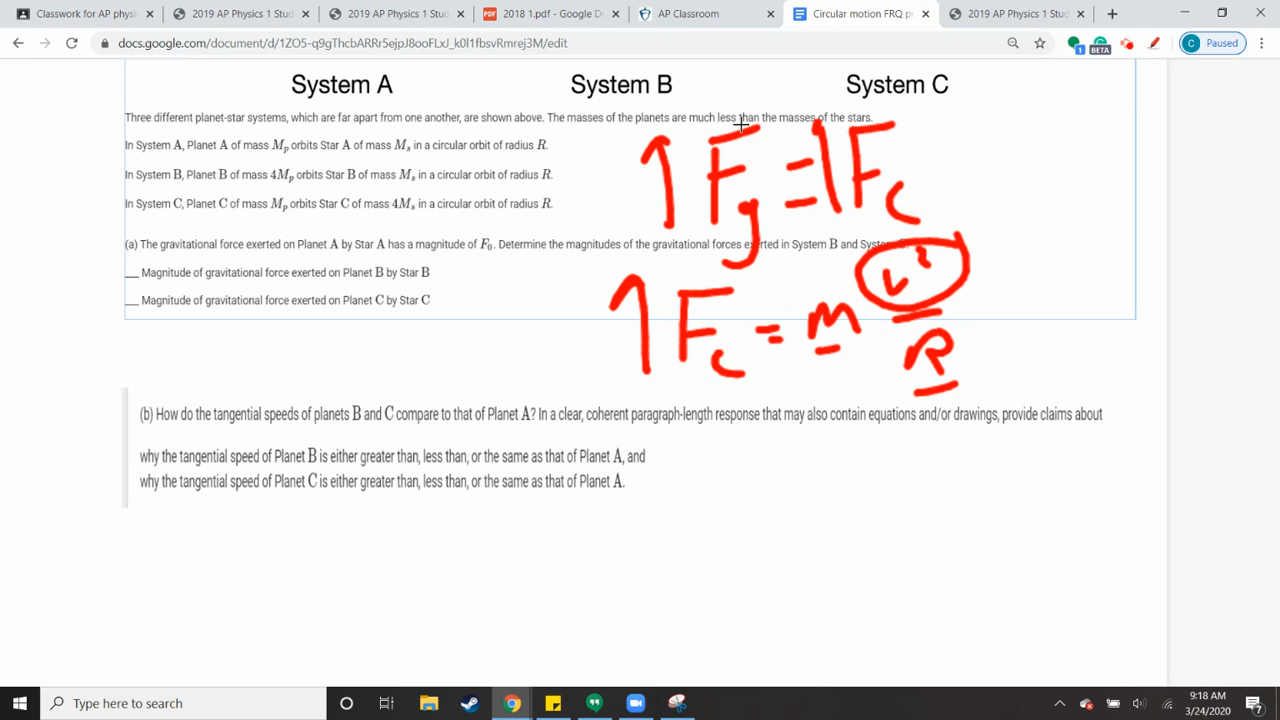 Classwork for AP physi
2019 AP Physics 1 Stud
2019 AP Physics 1 Stud
2018 1.pdf - Google Dr
AP Classroom
Circular motion FRQ p
2019 AP Physics 1 Stud
docs.google.com/document/d/1ZO5-q9gThcbARRr5ejpJ8ooFLxJ_k0l1fbsvRmrej3M/edit
1
BETA
C Paused
System A System B System C
Three different planet-star systems, which are far apart from one another, are shown above. The masses of the planets are much less than the masses of the stars.
In System A, Planet A of mass Mp orbits Star A of mass Ms in a circular orbit of radius R.
In System B, Planet B of mass 4Mp orbits Star B of mass Ms in a circular orbit of radius R.
In System C, Planet C of mass Mp orbits Star C of mass 4Ms in a circular orbit of radius R.
↑ Fg = ↑ Fc
(a) The gravitational force exerted on Planet A by Star A has a magnitude of F0. Determine the magnitudes of the gravitational forces exerted in System B and System
___ Magnitude of gravitational force exerted on Planet B by Star B
___ Magnitude of gravitational force exerted on Planet C by Star C
↑ Fc = m v²/R
(b) How do the tangential speeds of planets B and C compare to that of Planet A? In a clear, coherent paragraph-length response that may also contain equations and/or drawings, provide claims about
why the tangential speed of Planet B is either greater than, less than, or the same as that of Planet A, and
why the tangential speed of Planet C is either greater than, less than, or the same as that of Planet A.
Type here to search
9:18 AM
3/24/2020
7